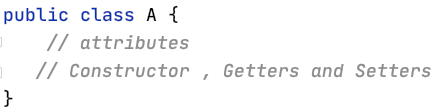 public class A {
    // attributes
   // Constructor , Getters and Setters
}